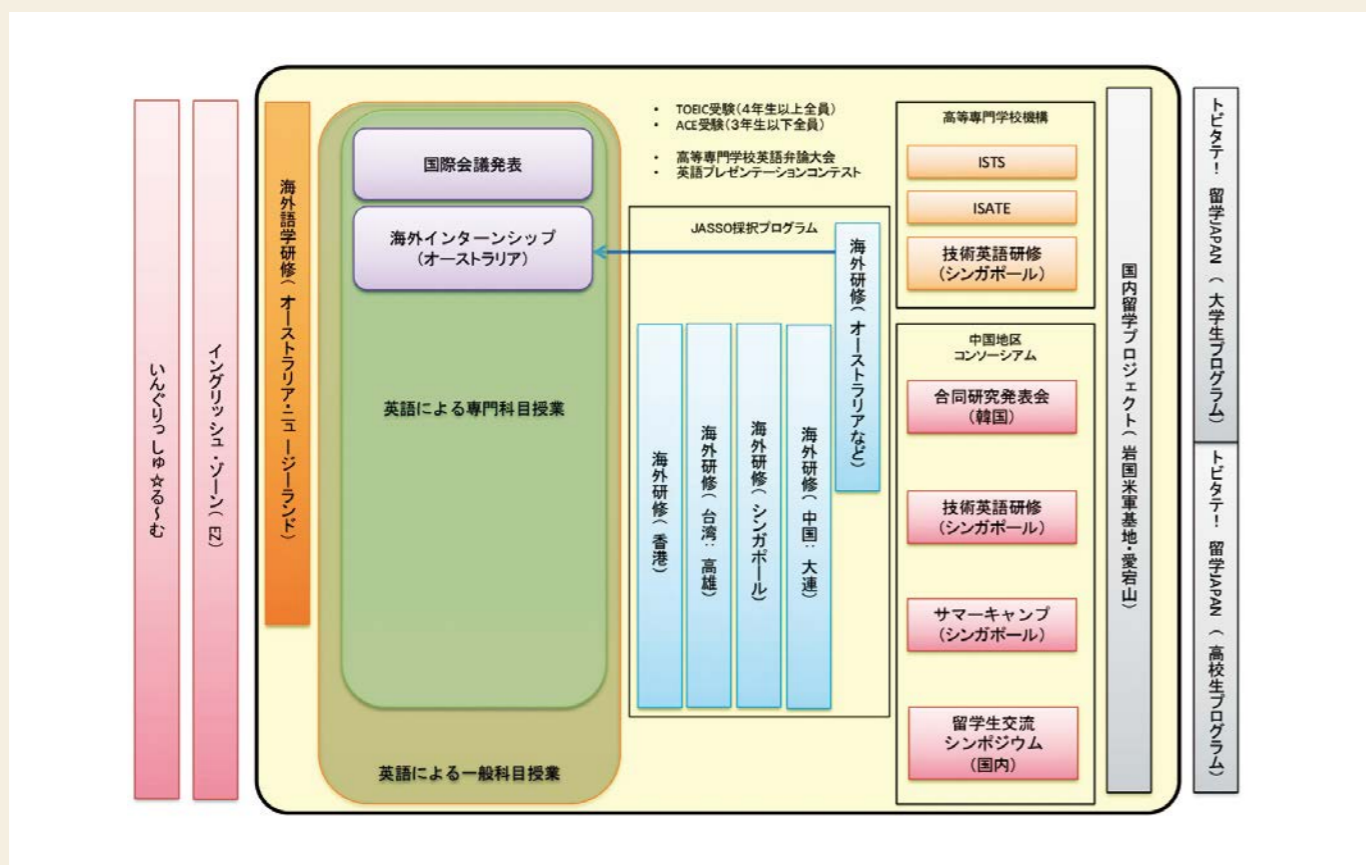 いんぐりっしゅ☆る～む
イングリッシュ・ゾーン（EZ）
海外語学研修（オーストラリア・ニュージーランド）
国際会議発表
海外インターンシップ
（オーストラリア）
英語による専門科目授業
英語による一般科目授業
・ TOEIC受験（4年生以上全員）
・ ACE受験（3年生以下全員）
・ 高等専門学校英語弁論大会
・ 英語プレゼンテーションコンテスト
JASSO採択プログラム
海外研修（香港）
海外研修（台湾：高雄）
海外研修（シンガポール）
海外研修（中国：大連）
海外研修（オーストラリアなど）
高等専門学校機構
ISTS
ISATE
技術英語研修
（シンガポール）
中国地区
コンソーシアム
合同研究発表会
（韓国）
技術英語研修
（シンガポール）
サマーキャンプ
（シンガポール）
留学生交流
シンポジウム
（国内）
国内留学プロジェクト（岩国米軍基地・愛宕山）
トビタテ！留学JAPAN（大学生プログラム）
トビタテ！留学JAPAN（高校生プログラム）